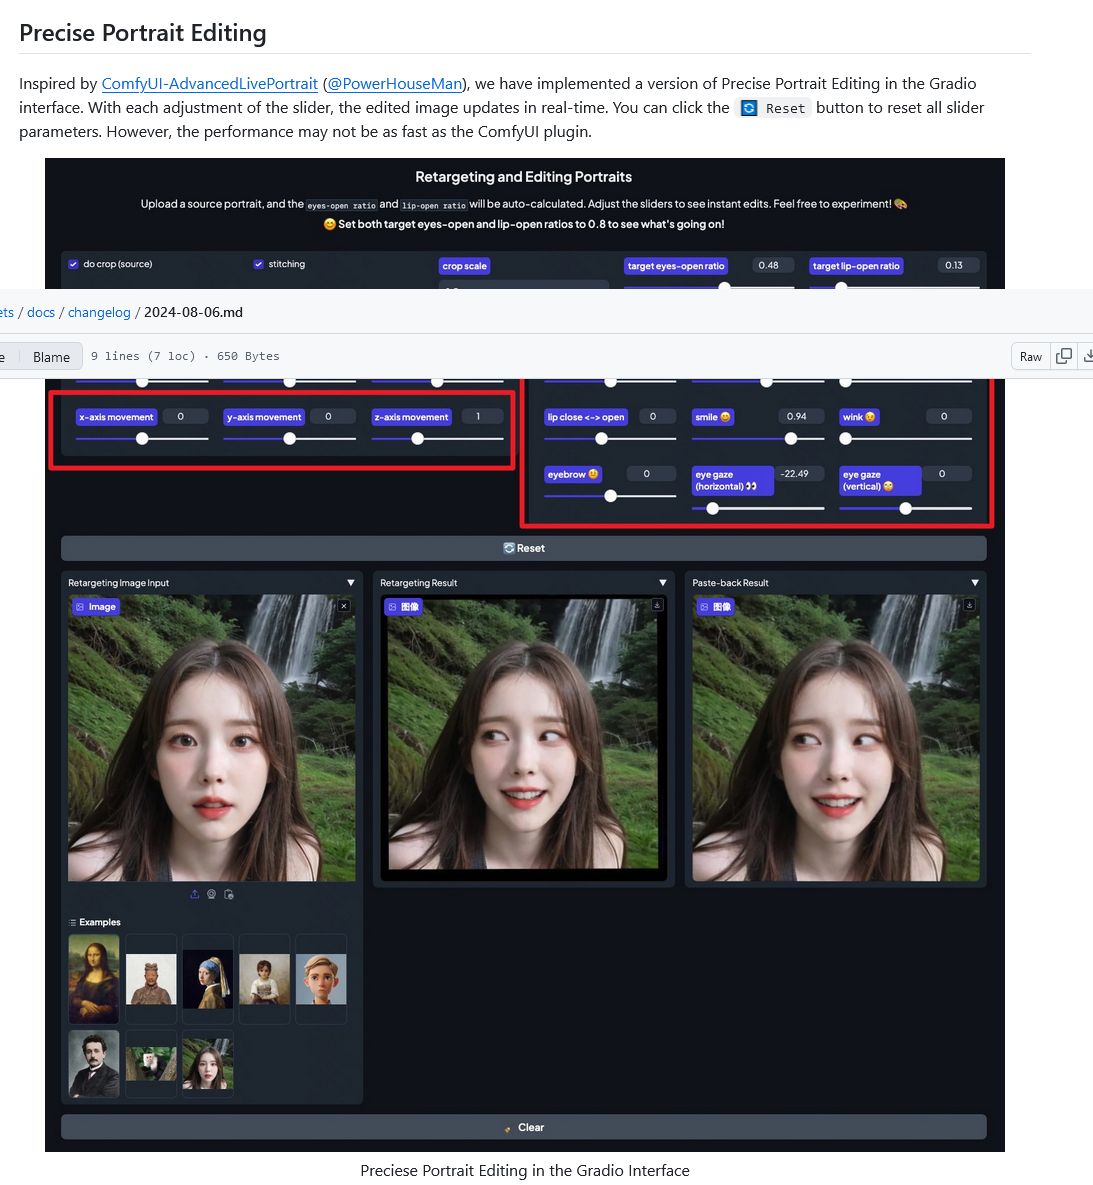 Precise Portrait Editing
Inspired by ComfyUI-AdvancedLivePortrait (@PowerHouseMan), we have implemented a version of Precise Portrait Editing in the Gradio
interface. With each adjustment of the slider, the edited image updates in real-time. You can click the 🔄 Reset button to reset all slider
parameters. However, the performance may not be as fast as the ComfyUI plugin.
Retargeting and Editing Portraits
Upload a source portrait, and the eyes-open ratio and lip-open ratio will be auto-calculated. Adjust the sliders to see instant edits. Feel free to experiment! 🎨
😊 Set both target eyes-open and lip-open ratios to 0.8 to see what's going on!
do crop (source) stitching crop scale target eyes-open ratio 0.48 target lip-open ratio 0.13
ets / docs / changelog / 2024-08-06.md
e Blame 9 lines (7 loc) · 650 Bytes Raw
x-axis movement 0 y-axis movement 0 z-axis movement 1 lip close <-> open 0 smile 😄 0.94 wink 😉 0
eyebrow 🤨 0 eye gaze (horizontal) 👀 -22.49 eye gaze (vertical) 🙄 0
🔄 Reset
Retargeting Image Input Retargeting Result Paste-back Result
Image 图像 图像
Examples
Clear
Preciese Portrait Editing in the Gradio Interface